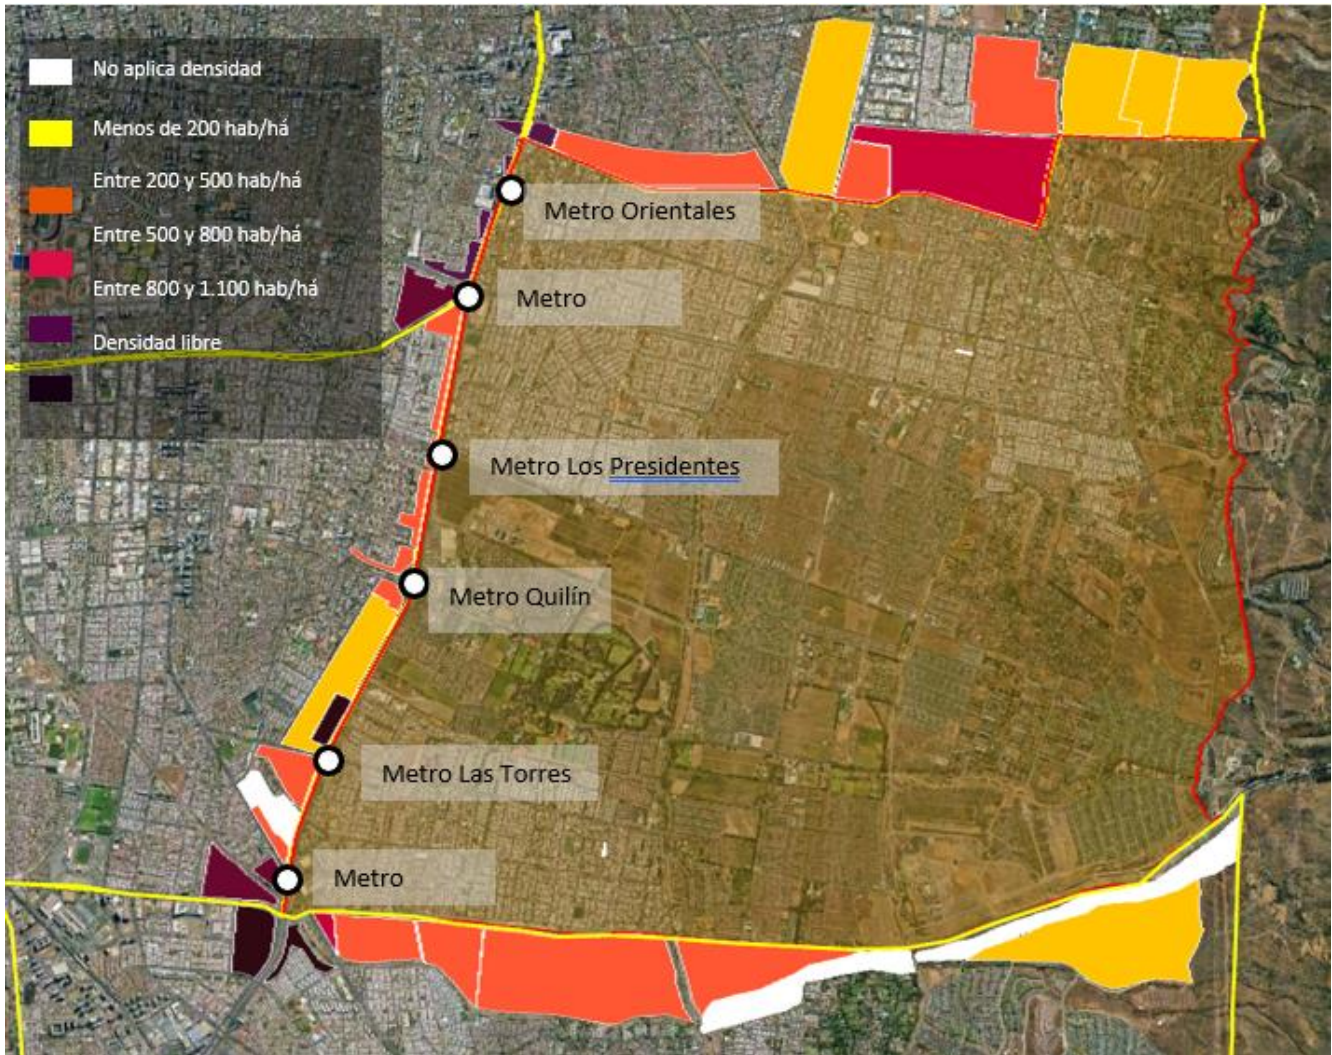 No aplica densidad
Menos de 200 hab/há
Entre 200 y 500 hab/há
Entre 500 y 800 hab/há
Entre 800 y 1.100 hab/há
Densidad libre
Metro Orientales
Metro
Metro Los Presidentes
Metro Quilín
Metro Las Torres
Metro